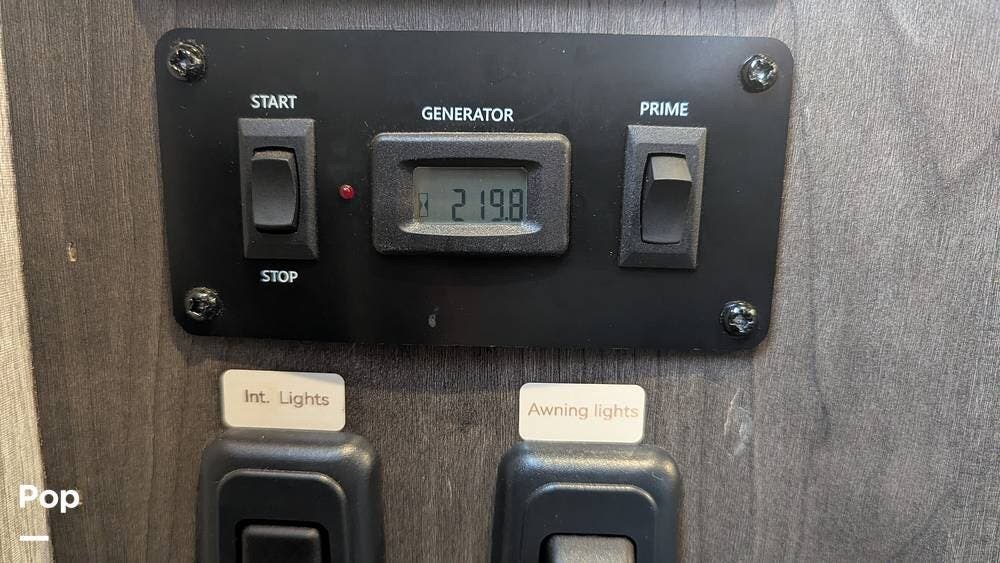 START
GENERATOR
PRIME
219.8
STOP
Int. Lights
Awning lights
Pop